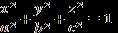 x²/a² + y²/b² + z²/c² = 1